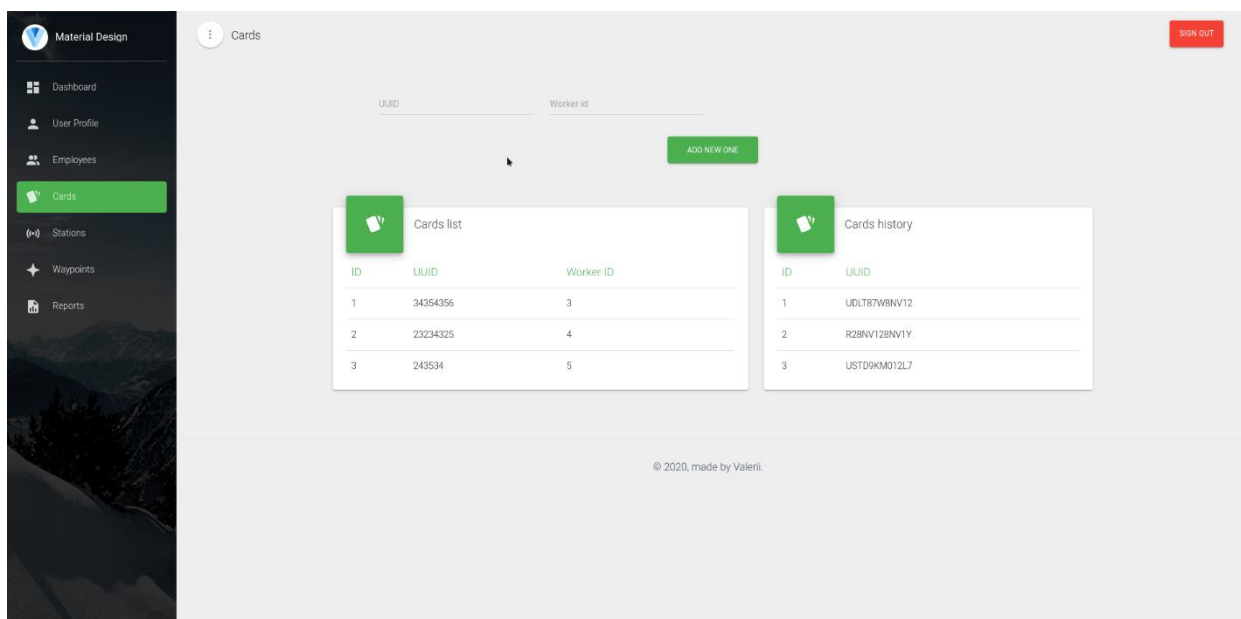 Material Design
Dashboard
User Profile
Employees
Cards
Stations
Waypoints
Reports
Cards
SIGN OUT
UUID Worker id
ADD NEW ONE
Cards list
ID UUID Worker ID
1 34354356 3
2 23234325 4
3 243534 5
Cards history
ID UUID
1 UDLT87W8NV12
2 R28NV128NV1Y
3 USTD9KM012L7
© 2020, made by Valerii.